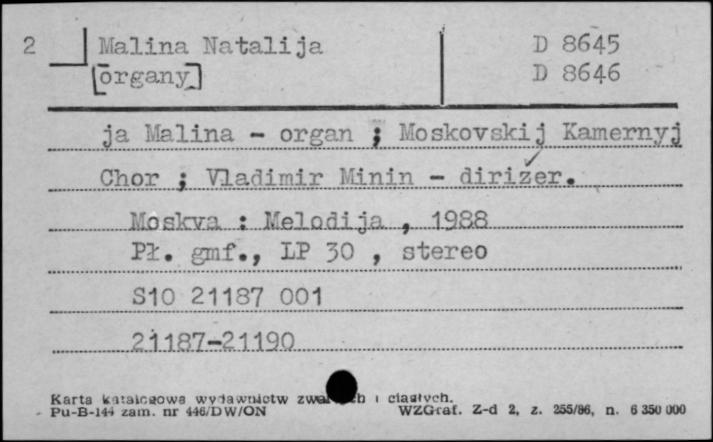 2 Malina Natalija D 8645
[organy] D 8646
ja Malina - organ ; Moskovskij Kamernyj
Chor ; Vladimir Minin - dirižer.
Moskva : Melodija , 1988
Pł. gmf., LP 30 , stereo
S10 21187 001
21187-21190
Karta katalogowa wydawnictw i ciągłych.
Pu-B-144 zam. nr 446/DW/ON WZGraf. Z-d 2, z. 255/86, n. 6 350 000